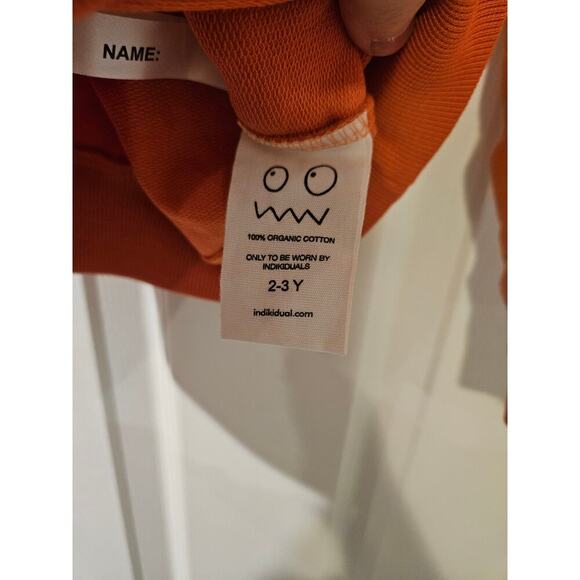 NAME:
100% ORGANIC COTTON
ONLY TO BE WORN BY
INDIKIDUALS
2-3 Y
indikidual.com